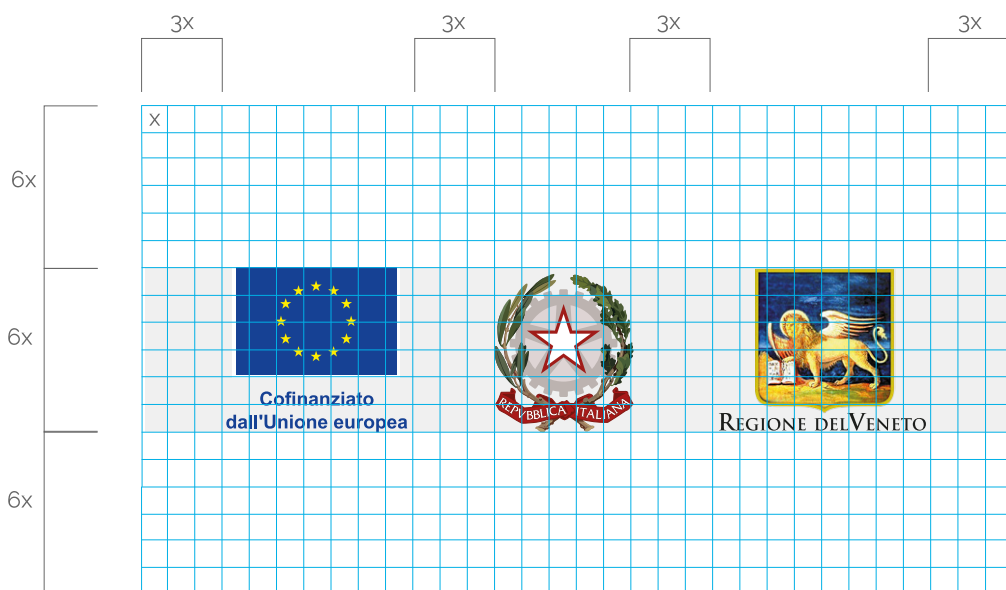 3x 3x 3x 3x
x
6x
6x
Cofinanziato
dall'Unione europea
REPVBBLICA ITALIANA
REGIONE DEL VENETO
6x